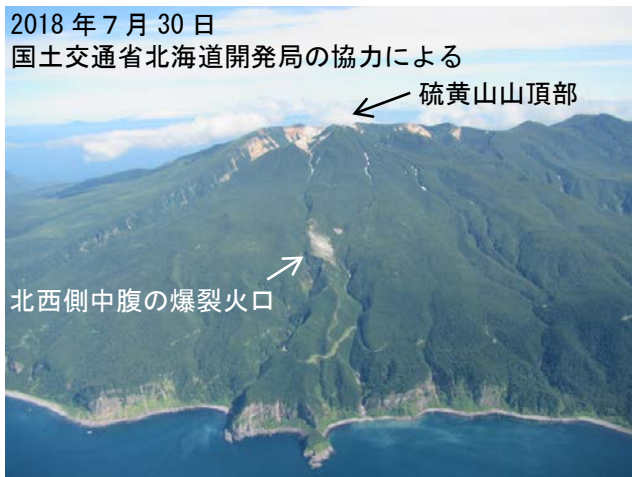 2018 年７月 30 日
国土交通省北海道開発局の協力による
硫黄山山頂部
北西側中腹の爆裂火口